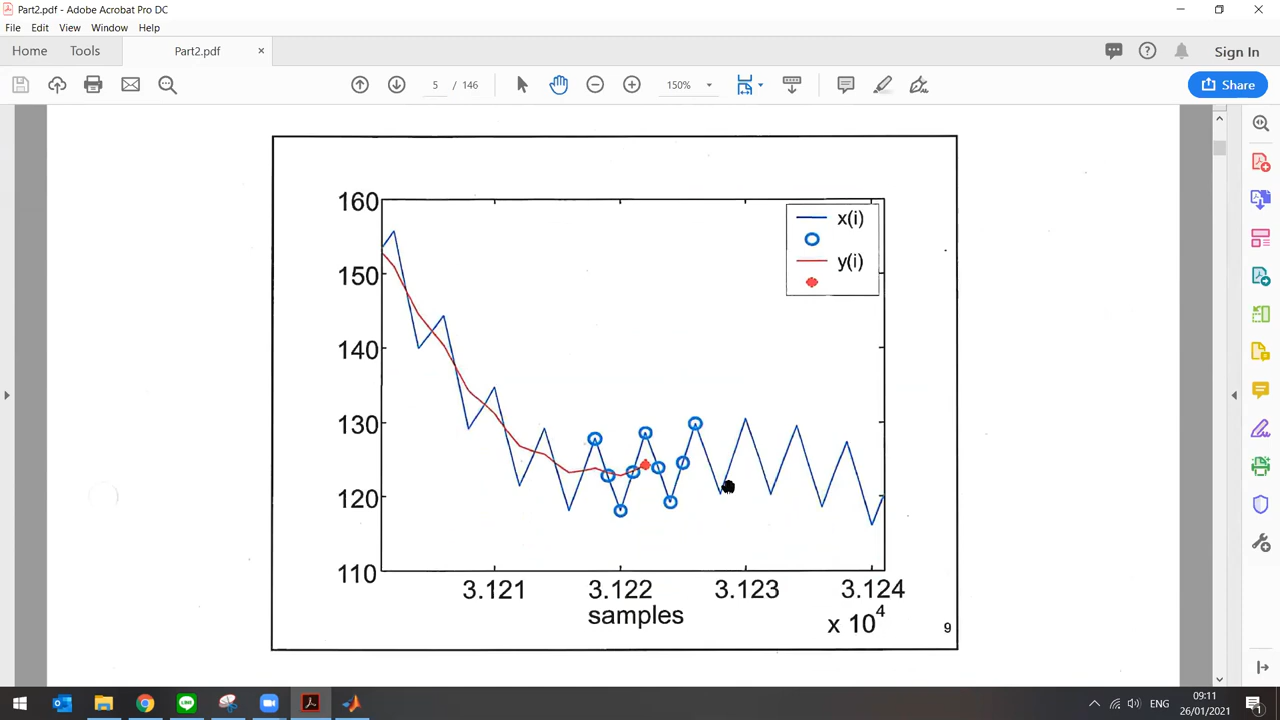 Part2.pdf - Adobe Acrobat Pro DC
File Edit View Window Help
Home Tools Part2.pdf × Sign In
5 / 146 150% Share
160
150
140
130
120
110
x(i)
y(i)
3.121 3.122 3.123 3.124
samples
x 10⁴
9
ENG
09:11
26/01/2021
1